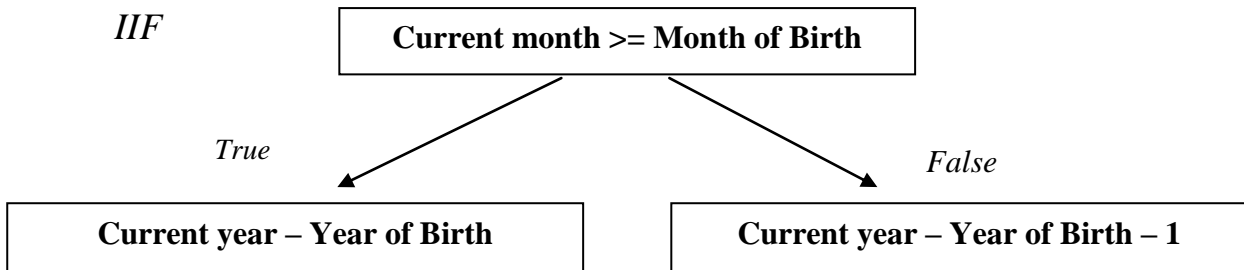 IIF
Current month >= Month of Birth
True
False
Current year – Year of Birth
Current year – Year of Birth – 1